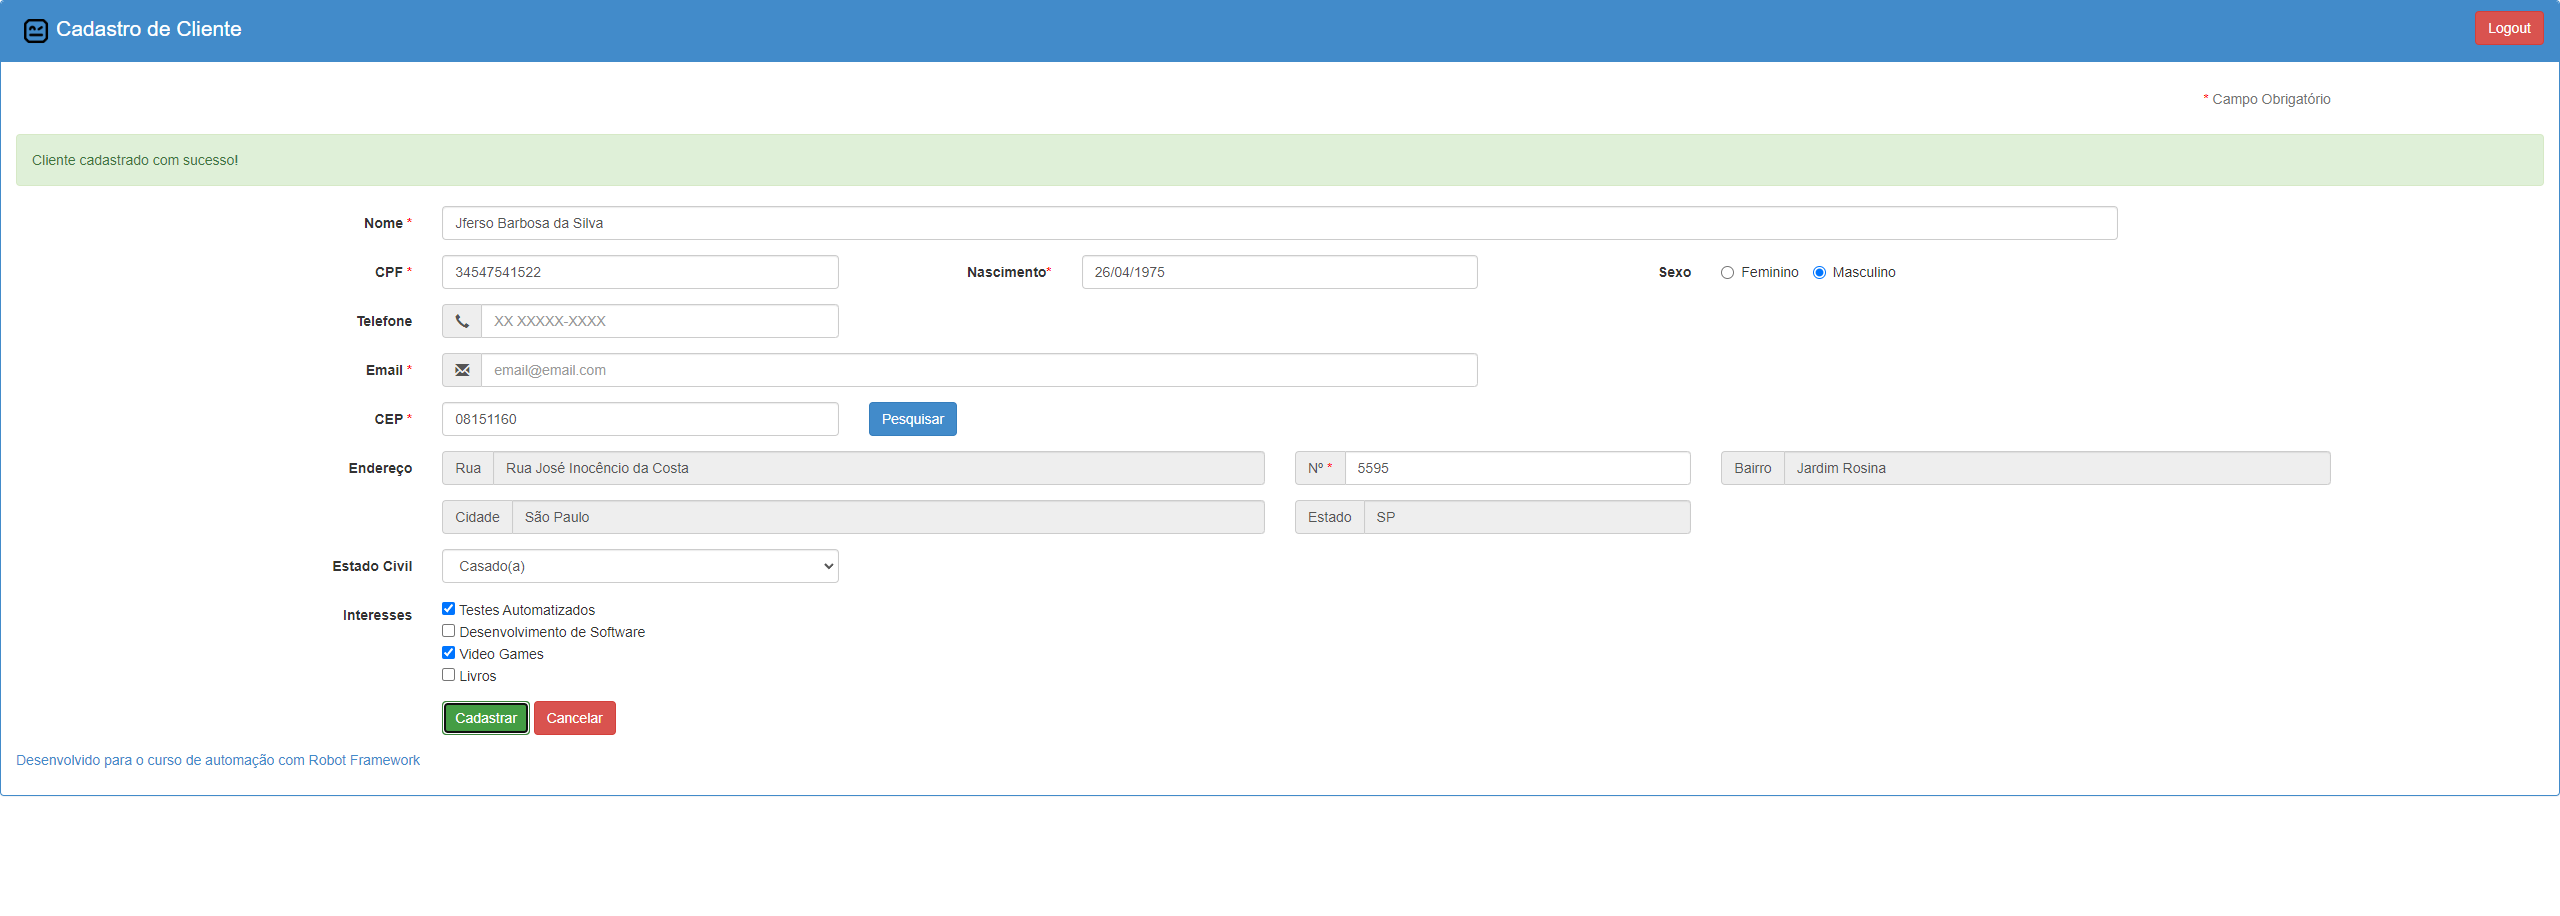 Cadastro de Cliente
Logout
* Campo Obrigatório
Cliente cadastrado com sucesso!
Nome * Jferso Barbosa da Silva
CPF * 34547541522 Nascimento* 26/04/1975 Sexo Feminino Masculino
Telefone XX XXXXX-XXXX
Email * email@email.com
CEP * 08151160 Pesquisar
Endereço Rua Rua José Inocêncio da Costa Nº * 5595 Bairro Jardim Rosina
Cidade São Paulo Estado SP
Estado Civil Casado(a)
Interesses Testes Automatizados
Desenvolvimento de Software
Video Games
Livros
Cadastrar Cancelar
Desenvolvido para o curso de automação com Robot Framework